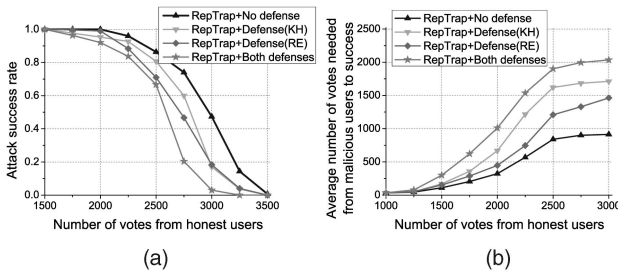 RepTrap+No defense
RepTrap+Defense(KH)
RepTrap+Defense(RE)
RepTrap+Both defenses
Attack success rate
1.0
0.8
0.6
0.4
0.2
0.0
1500 2000 2500 3000 3500
Number of votes from honest users
(a)
RepTrap+No defense
RepTrap+Defense(KH)
RepTrap+Defense(RE)
RepTrap+Both defenses
Average number of votes needed
from malicious users to success
2500
2000
1500
1000
500
0
1000 1500 2000 2500 3000
Number of votes from honest users
(b)